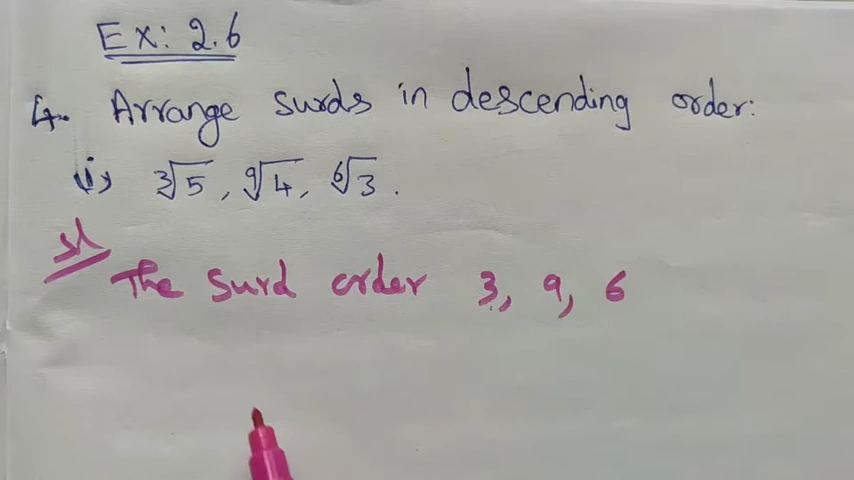 Ex: 2.6
4. Arrange surds in descending order:
(i) ∛5, ⁹√4, ⁶√3.
Sol
The Surd order 3, 9, 6